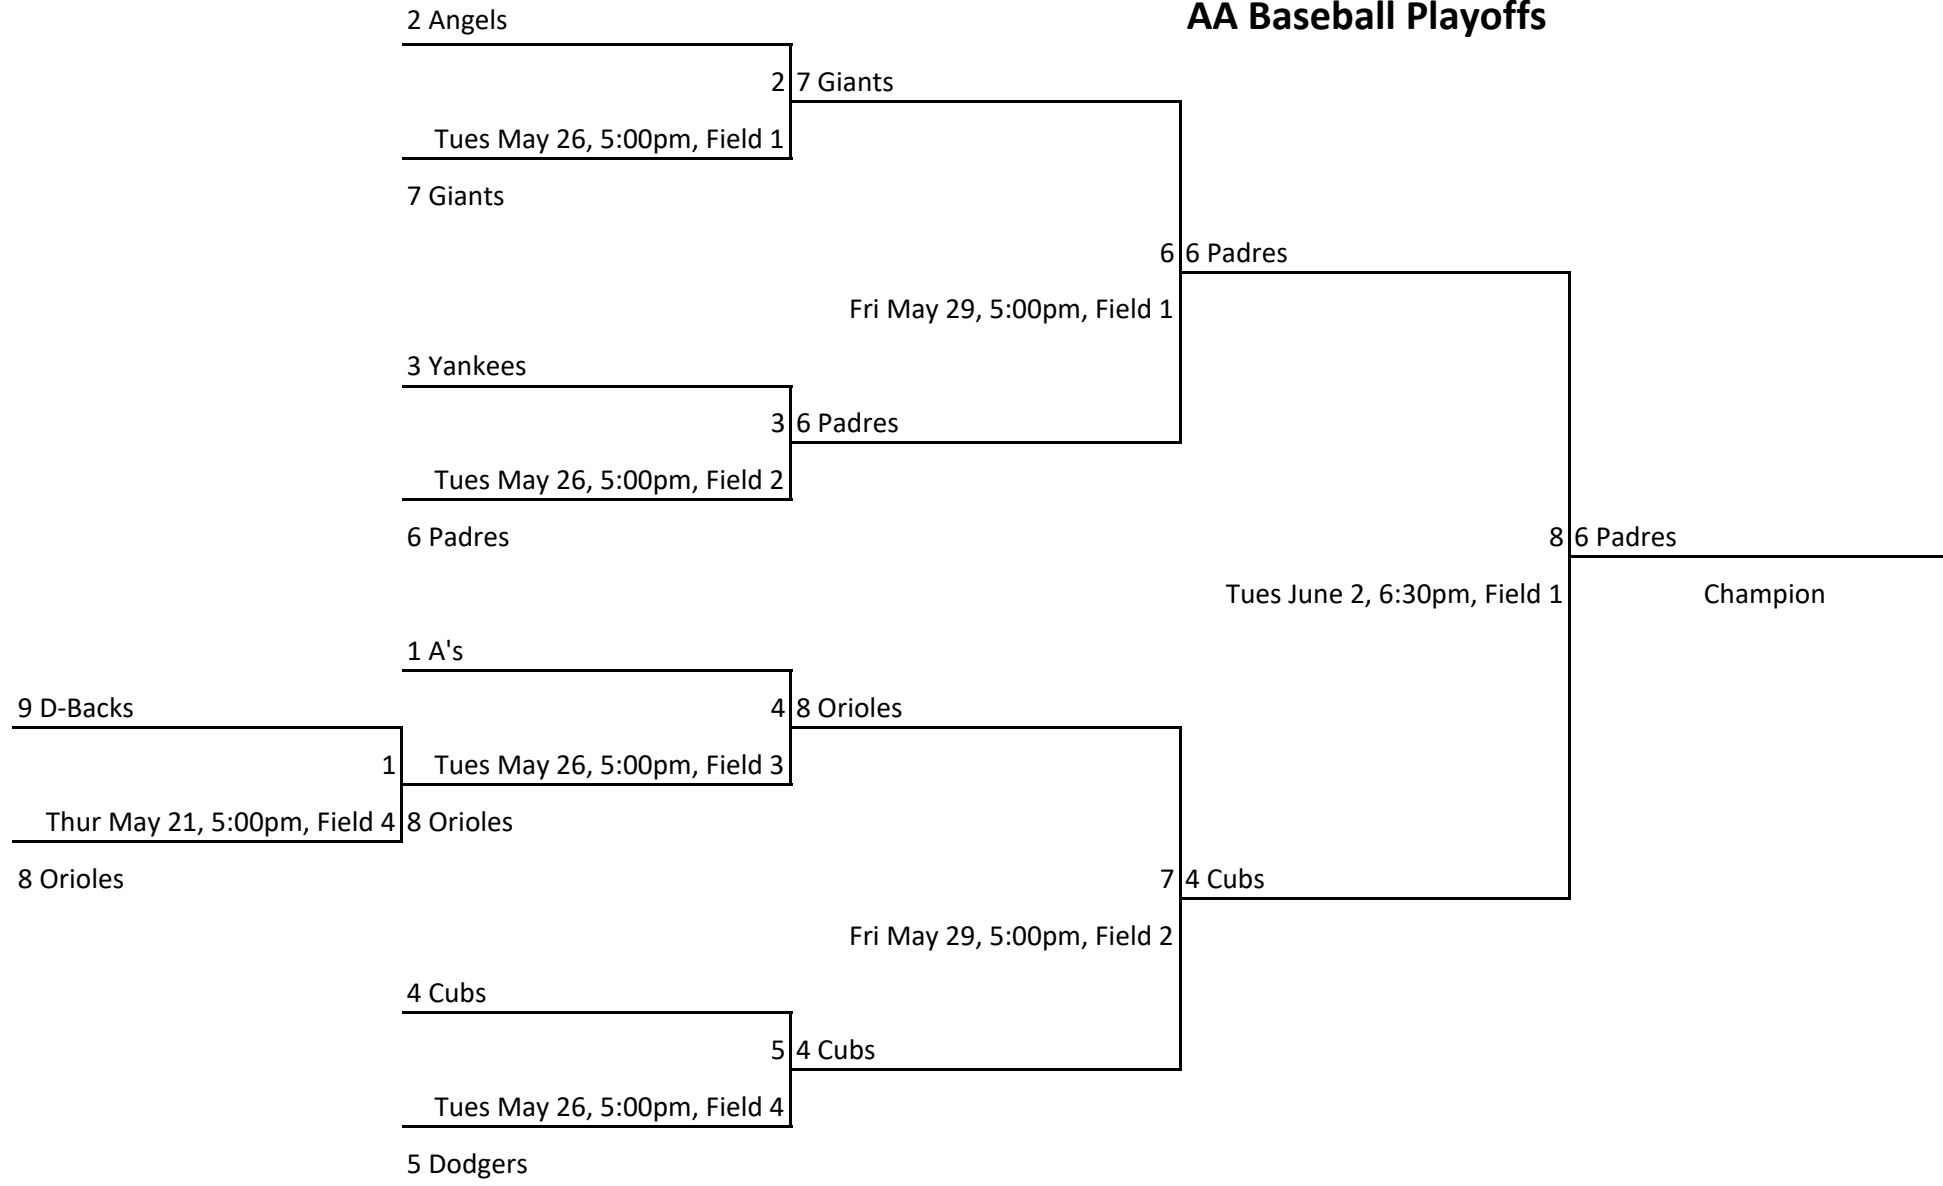 AA Baseball Playoffs
2 Angels
2 7 Giants
Tues May 26, 5:00pm, Field 1
7 Giants
6 6 Padres
Fri May 29, 5:00pm, Field 1
3 Yankees
3 6 Padres
Tues May 26, 5:00pm, Field 2
6 Padres
8 6 Padres
Tues June 2, 6:30pm, Field 1
Champion
1 A's
9 D-Backs
4 8 Orioles
1
Tues May 26, 5:00pm, Field 3
Thur May 21, 5:00pm, Field 4
8 Orioles
8 Orioles
7 4 Cubs
Fri May 29, 5:00pm, Field 2
4 Cubs
5 4 Cubs
Tues May 26, 5:00pm, Field 4
5 Dodgers